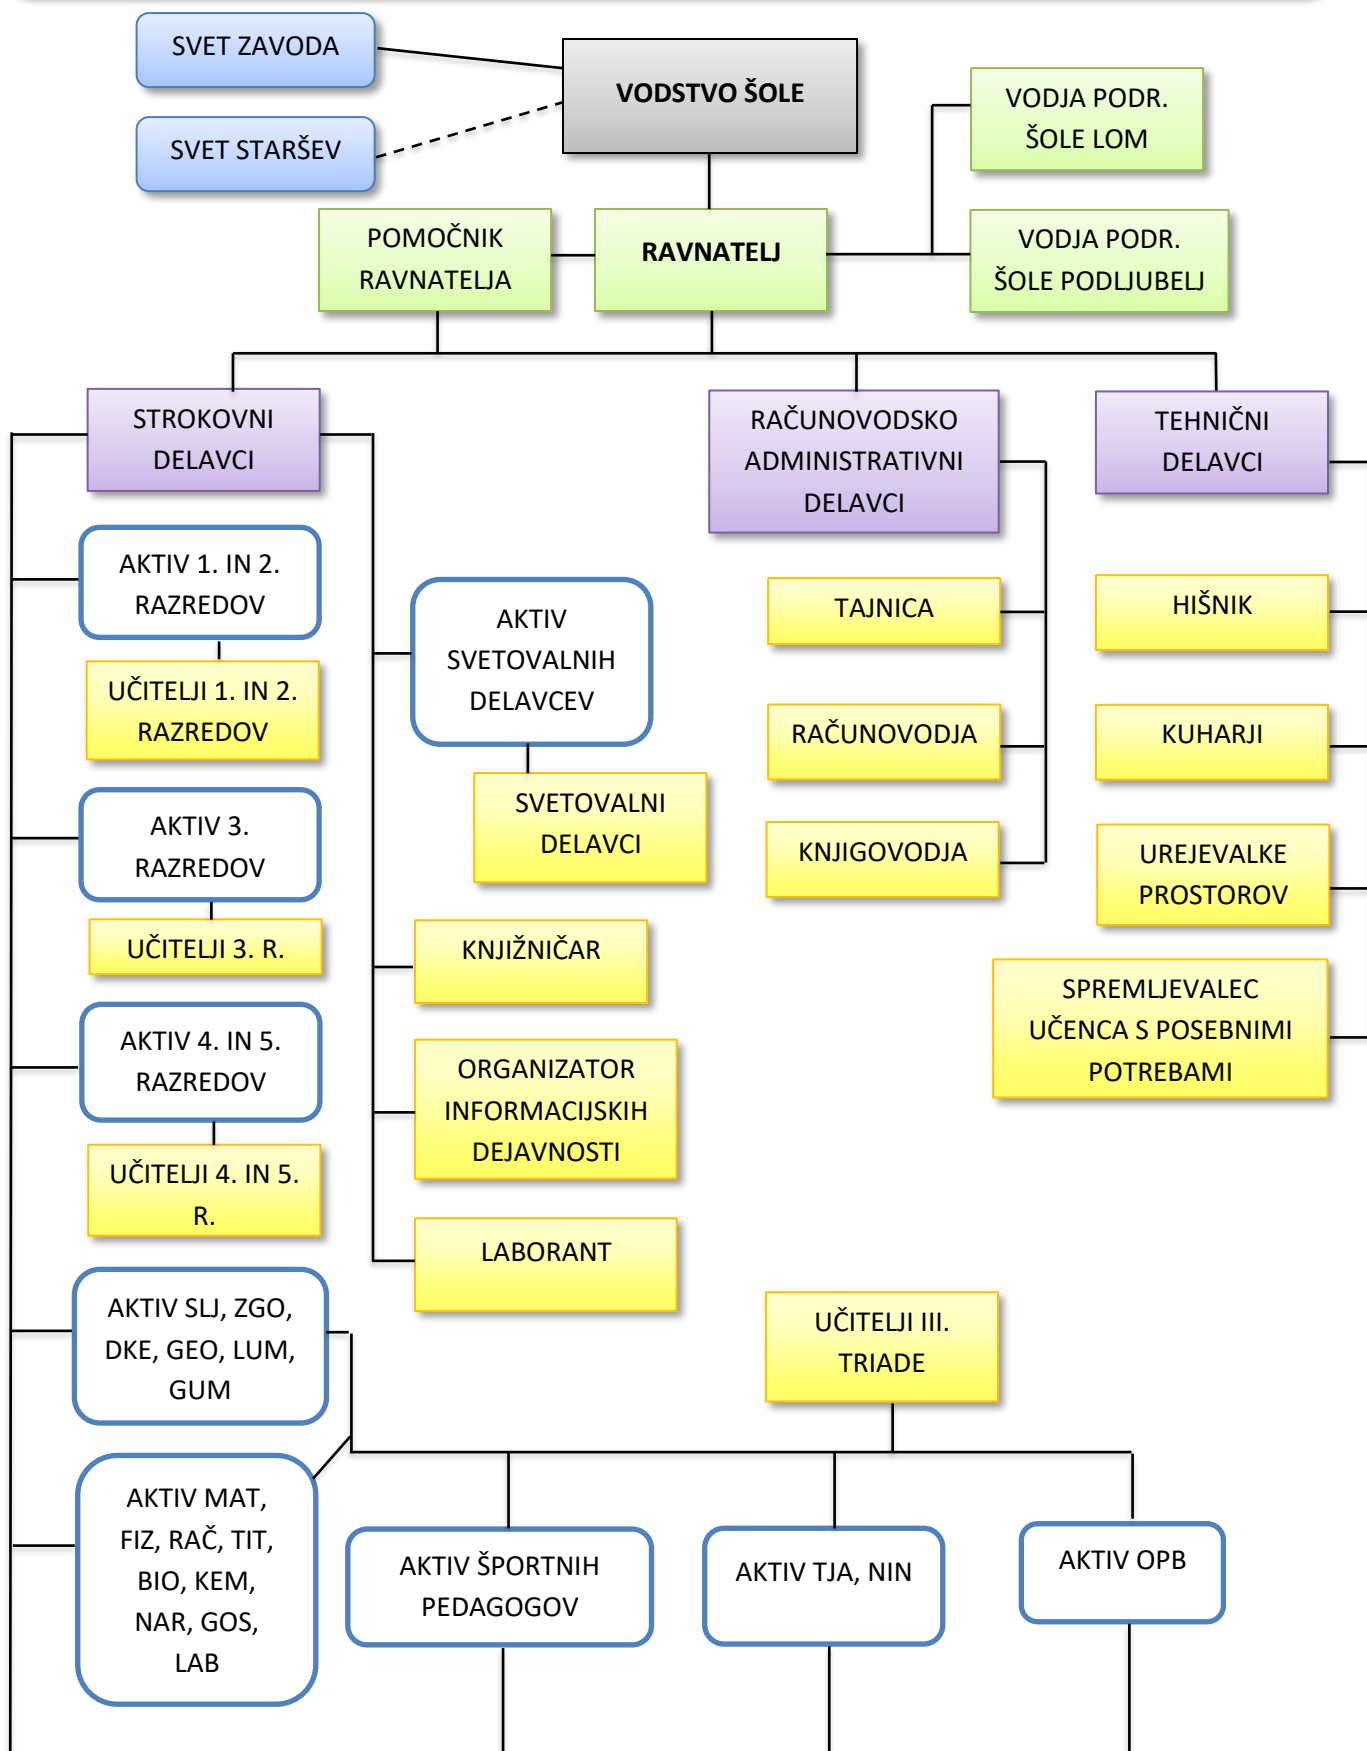 SVET ZAVODA
SVET STARŠEV
VODSTVO ŠOLE
VODJA PODR.
ŠOLE LOM
POMOČNIK
RAVNATELJA
RAVNATELJ
VODJA PODR.
ŠOLE PODLJUBELJ
STROKOVNI
DELAVCI
RAČUNOVODSKO
ADMINISTRATIVNI
DELAVCI
TEHNIČNI
DELAVCI
AKTIV 1. IN 2.
RAZREDOV
UČITELJI 1. IN 2.
RAZREDOV
AKTIV 3.
RAZREDOV
UČITELJI 3. R.
AKTIV 4. IN 5.
RAZREDOV
UČITELJI 4. IN 5.
R.
AKTIV SLJ, ZGO,
DKE, GEO, LUM,
GUM
AKTIV MAT,
FIZ, RAČ, TIT,
BIO, KEM,
NAR, GOS,
LAB
AKTIV
SVETOVALNIH
DELAVCEV
SVETOVALNI
DELAVCI
KNJIŽNIČAR
ORGANIZATOR
INFORMACIJSKIH
DEJAVNOSTI
LABORANT
TAJNICA
RAČUNOVODJA
KNJIGOVODJA
HIŠNIK
KUHARJI
UREJEVALKE
PROSTOROV
SPREMLJEVALEC
UČENCA S POSEBNIMI
POTREBAMI
UČITELJI III.
TRIADE
AKTIV ŠPORTNIH
PEDAGOGOV
AKTIV TJA, NIN
AKTIV OPB